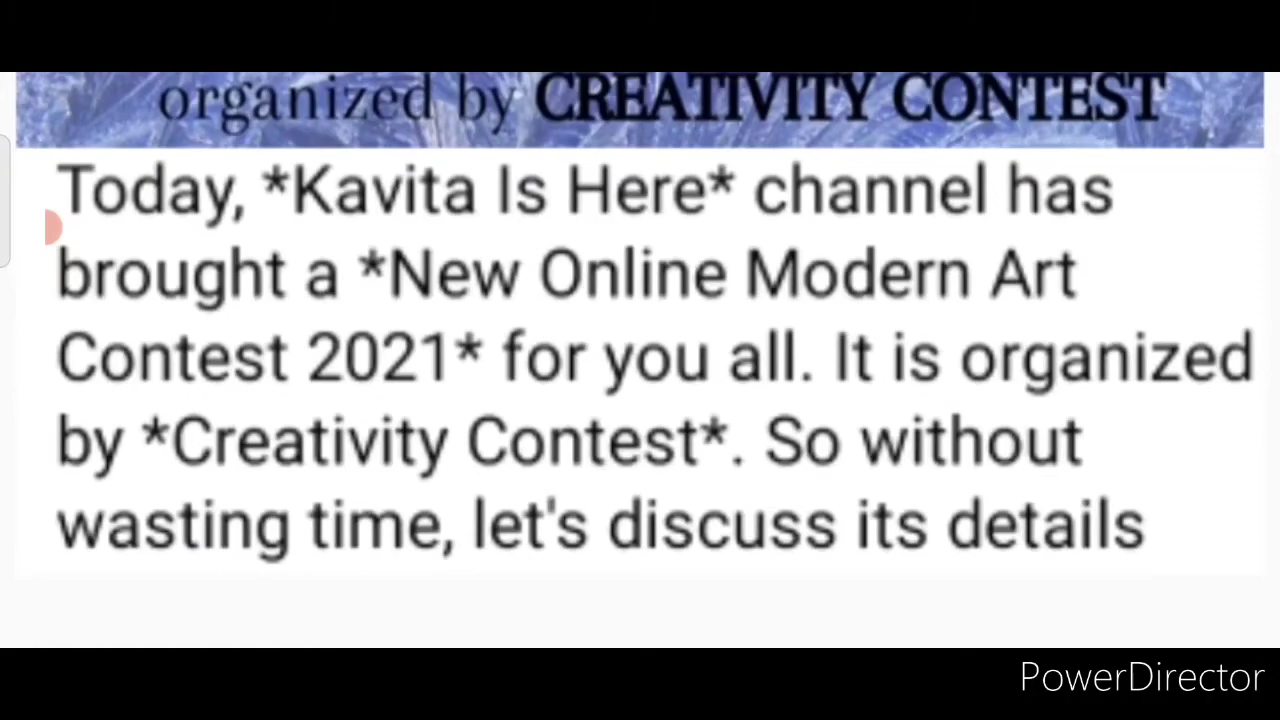 organized by CREATIVITY CONTEST
Today, *Kavita Is Here* channel has
brought a *New Online Modern Art
Contest 2021* for you all. It is organized
by *Creativity Contest*. So without
wasting time, let's discuss its details
PowerDirector